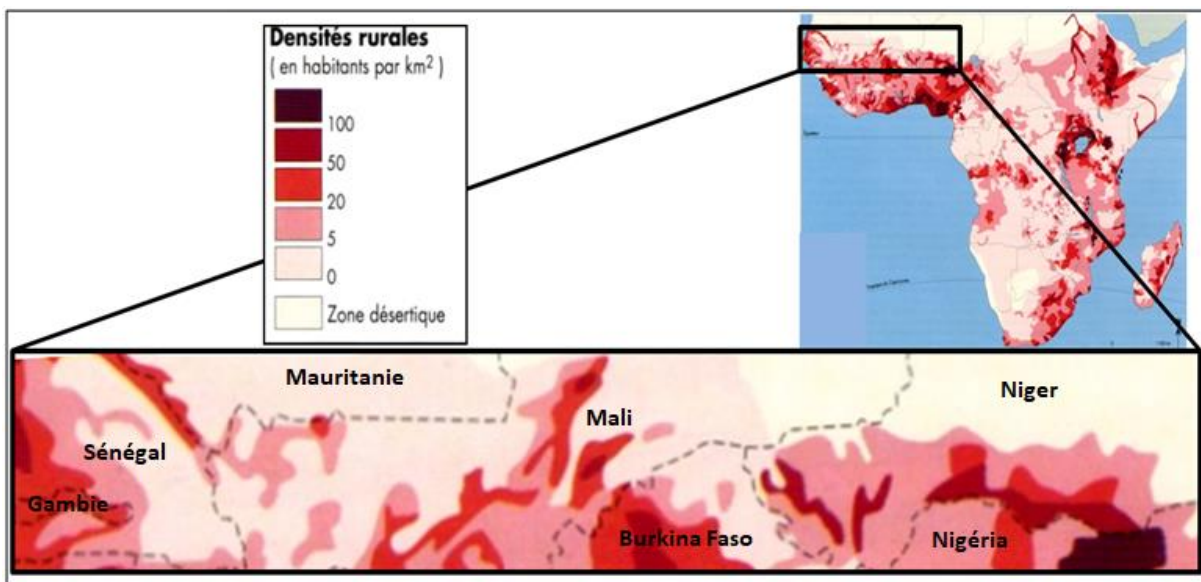 Densités rurales
( en habitants par km² )
100
50
20
5
0
Zone désertique
Mauritanie
Niger
Mali
Sénégal
Gambie
Burkina Faso
Nigéria